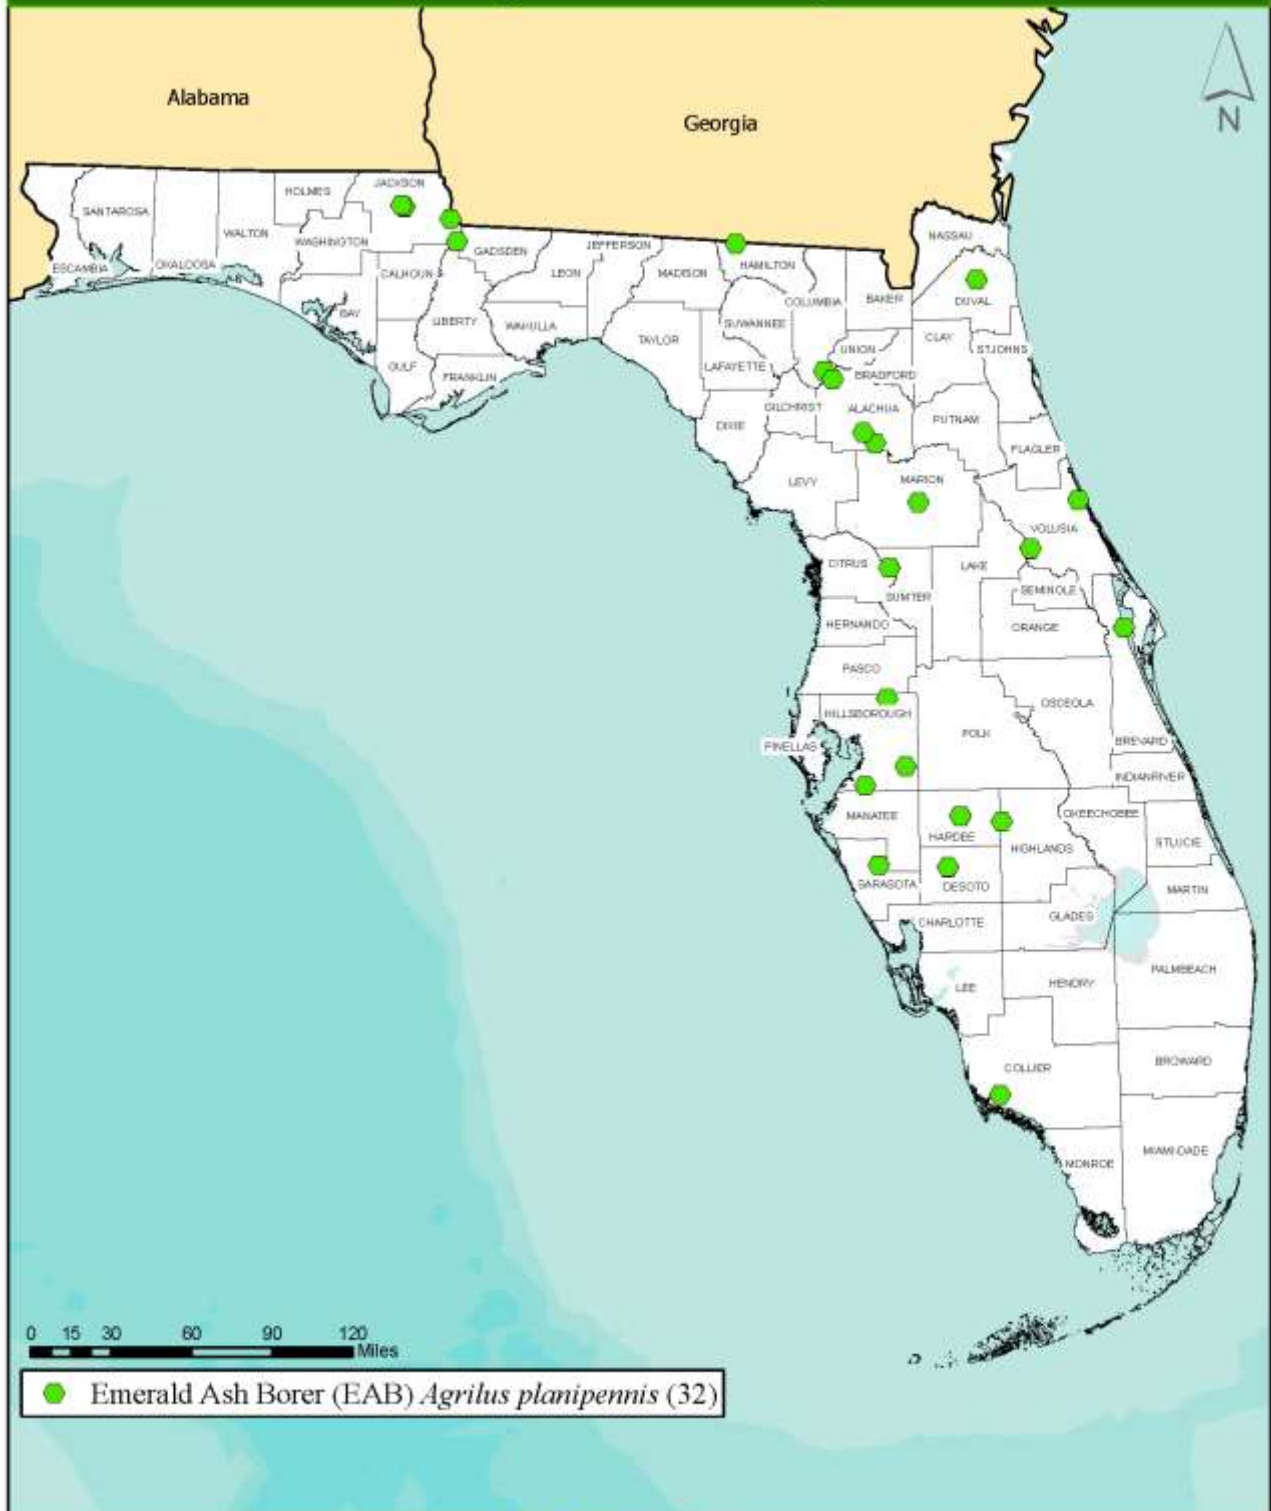 Alabama
Georgia
N
JACKSON
HOLMES
SANTAROSA
WALTON
WASHINGTON
NASSAU
GADSDEN
JEFFERSON
ESCAMBIA
OKALOOSA
CALHOUN
LEON
MADISON
HAMILTON
BAY
LIBERTY
WAKULLA
COLUMBIA
BAKER
DUVAL
TAYLOR
SUWANNEE
UNION
CLAY
STJOHNS
GULF
FRANKLIN
LAFAYETTE
BRADFORD
DIXIE
GILCHRIST
ALACHUA
PUTNAM
FLAGLER
LEVY
MARION
VOLUSIA
CITRUS
LAKE
SUMTER
SEMINOLE
HERNANDO
ORANGE
PASCO
OSCEOLA
HILLSBOROUGH
PINELLAS
POLK
BREVARD
INDIANRIVER
MANATEE
HARDEE
OKEECHOBEE
HIGHLANDS
STLUCIE
SARASOTA
DESOTO
MARTIN
CHARLOTTE
GLADES
LEE
HENDRY
PALMBEACH
COLLIER
BROWARD
MONROE
MIAMI-DADE
0 15 30 60 90 120
Miles
Emerald Ash Borer (EAB) Agrilus planipennis (32)